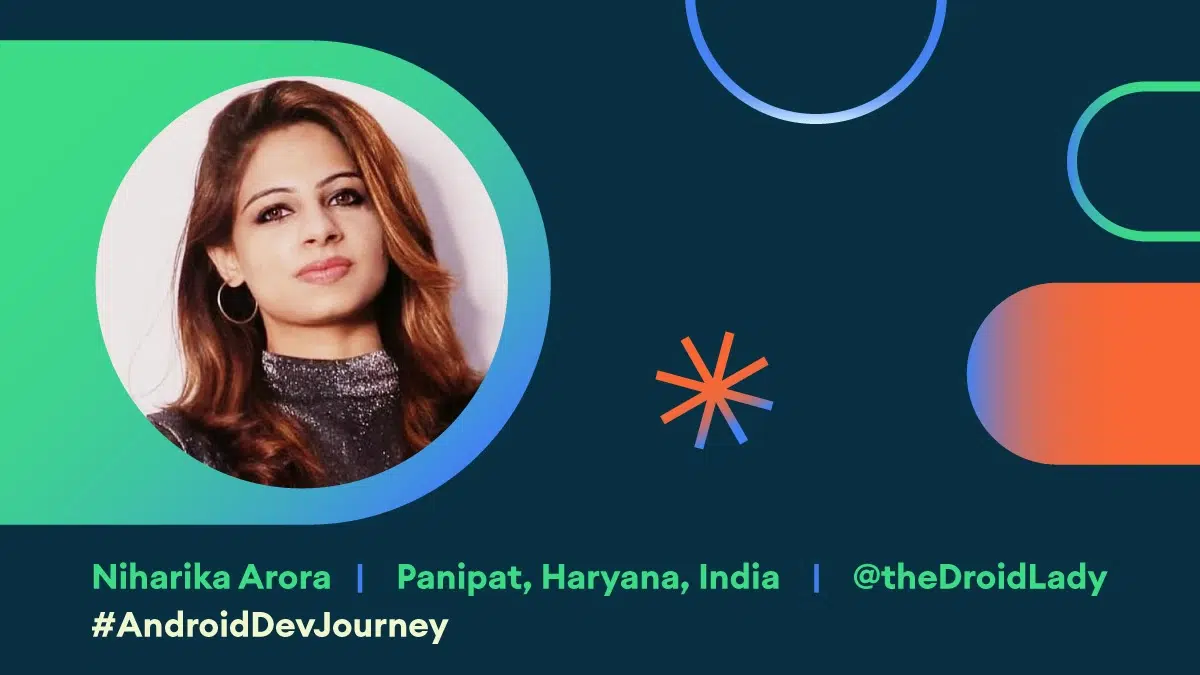 Niharika Arora | Panipat, Haryana, India | @theDroidLady
#AndroidDevJourney